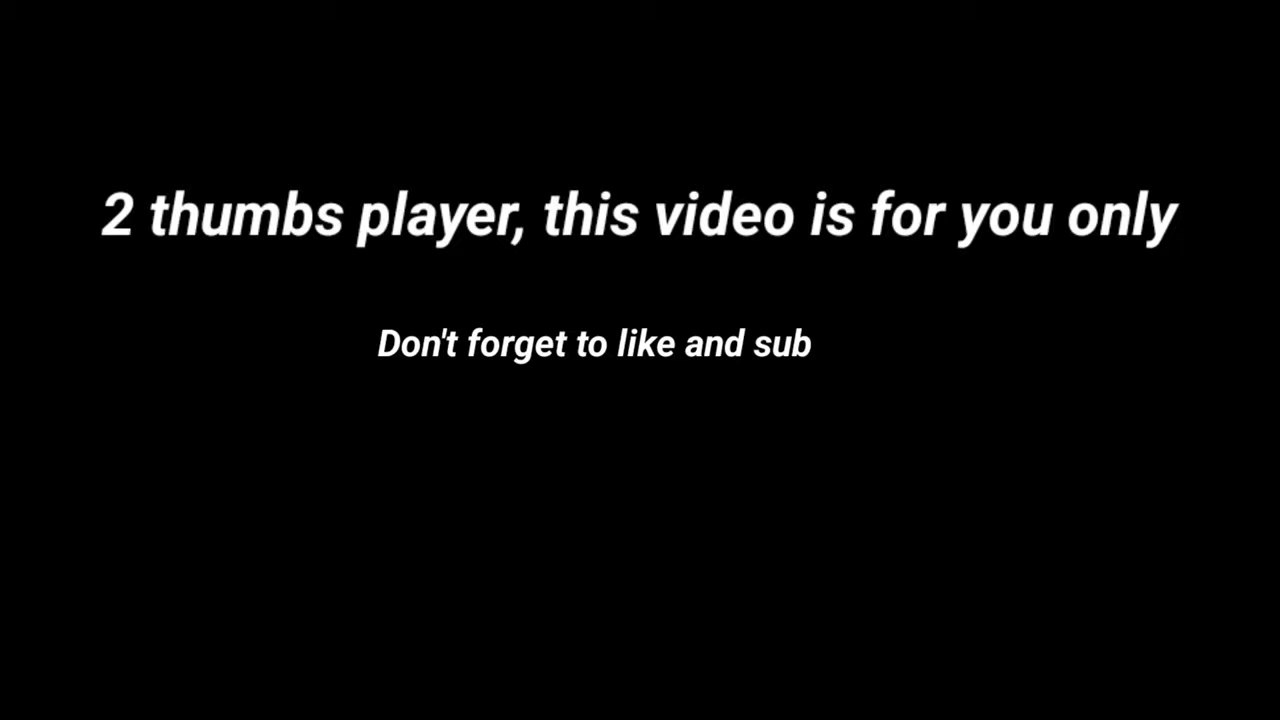 2 thumbs player, this video is for you only
Don't forget to like and sub